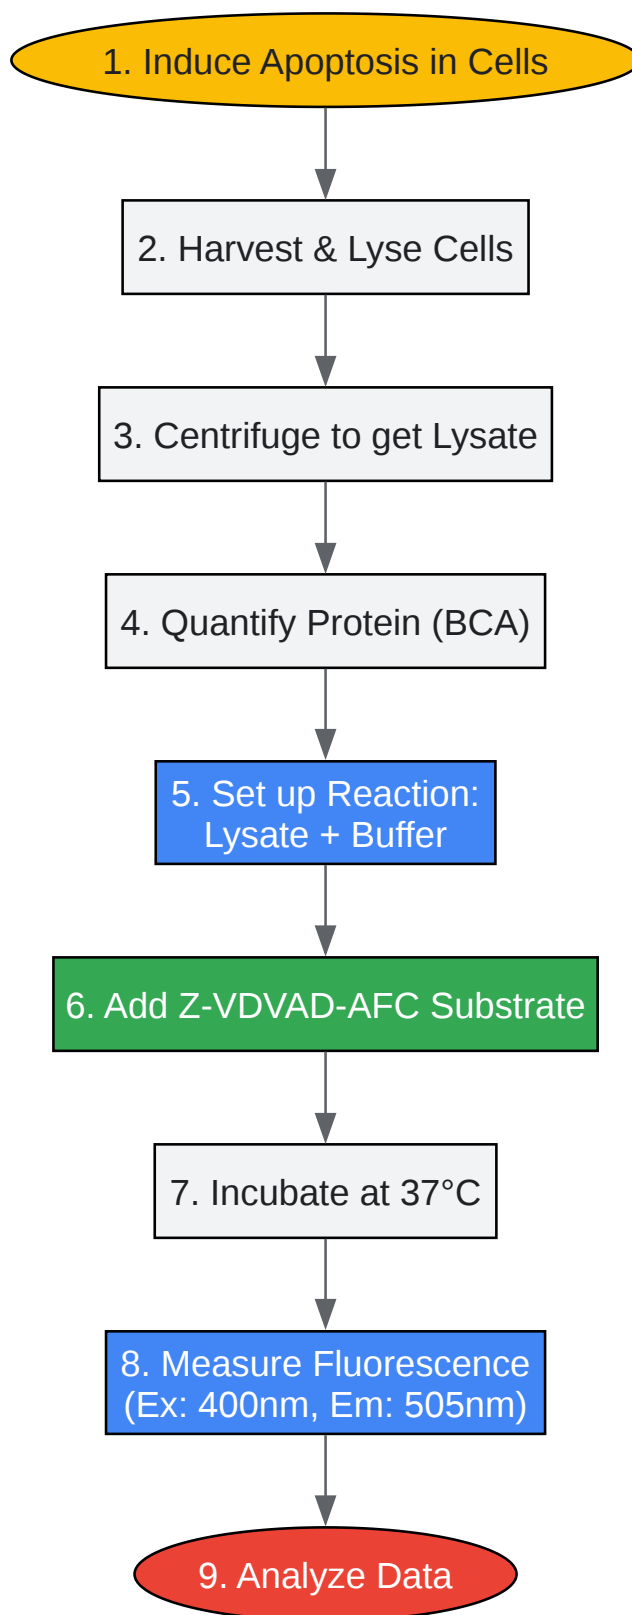 1. Induce Apoptosis in Cells
2. Harvest & Lyse Cells
3. Centrifuge to get Lysate
4. Quantify Protein (BCA)
5. Set up Reaction:
Lysate + Buffer
6. Add Z-VDVAD-AFC Substrate
7. Incubate at 37°C
8. Measure Fluorescence
(Ex: 400nm, Em: 505nm)
9. Analyze Data